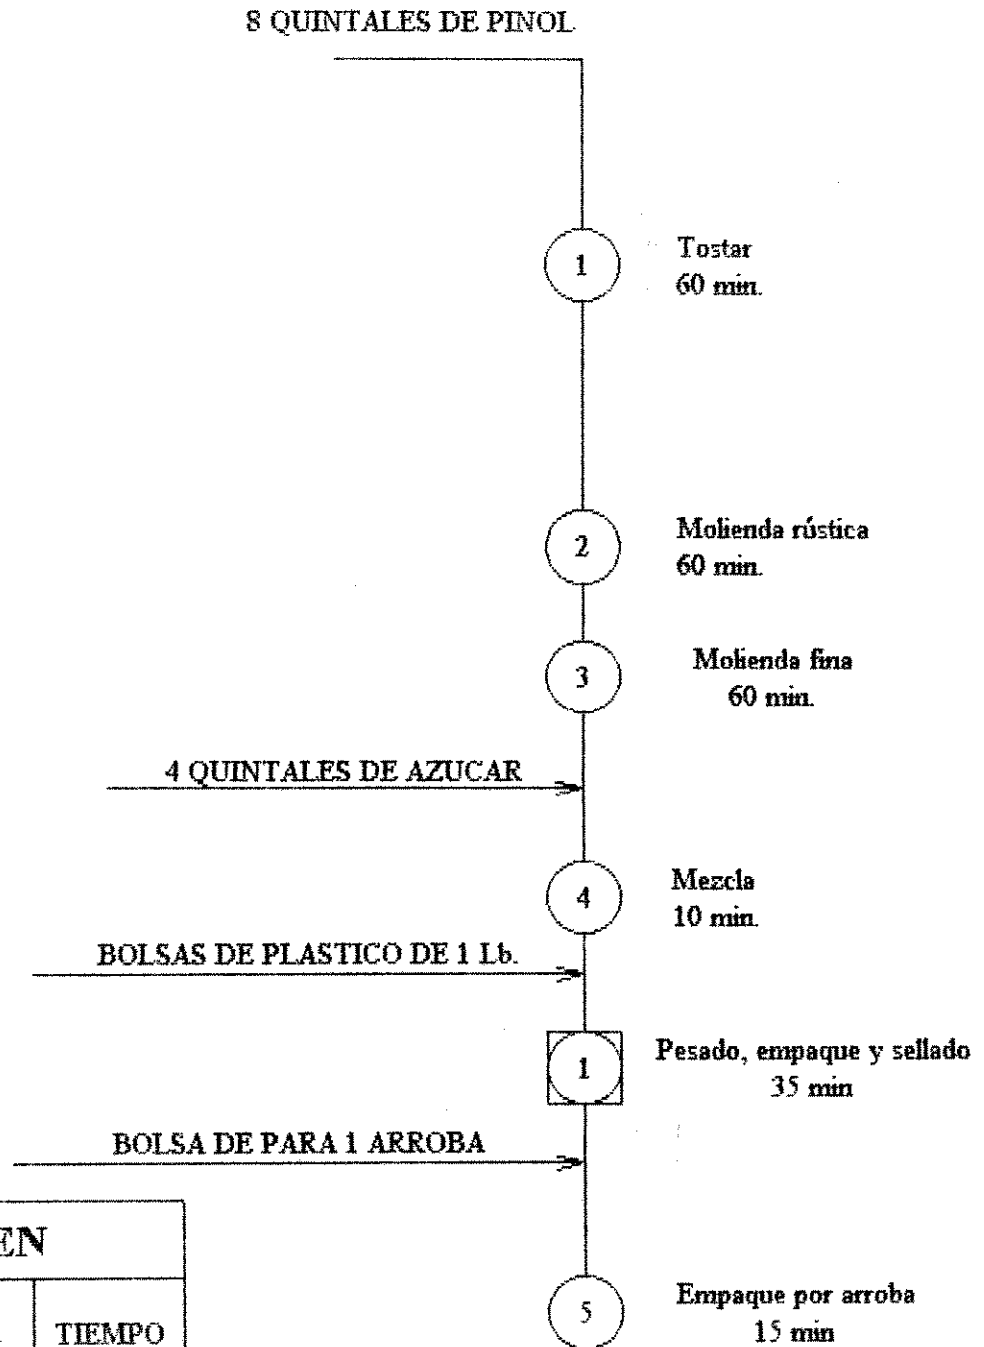 8 QUINTALES DE PINOL
1
Tostar
60 min.
2
Molienda rústica
60 min.
3
Molienda fina
60 min.
4 QUINTALES DE AZUCAR
4
Mezcla
10 min.
BOLSAS DE PLASTICO DE 1 Lb.
1
Pesado, empaque y sellado
35 min
BOLSA DE PARA 1 ARROBA
5
Empaque por arroba
15 min
EN
TIEMPO